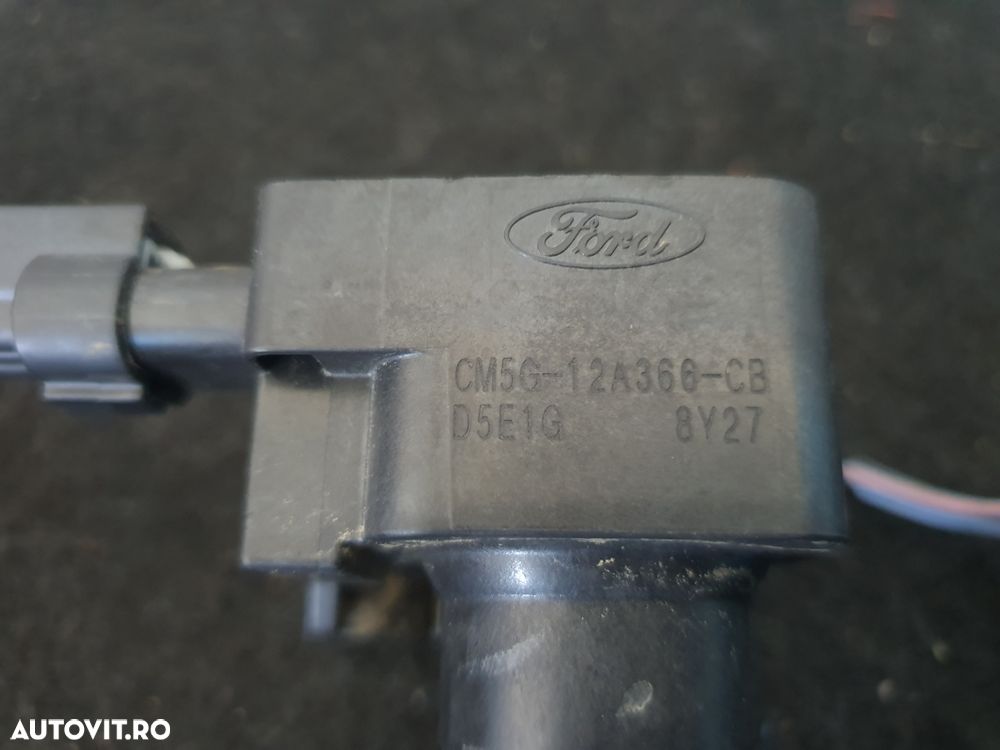 Ford
CM5G-12A366-CB
D5E1G 8Y27
AUTOVIT.RO